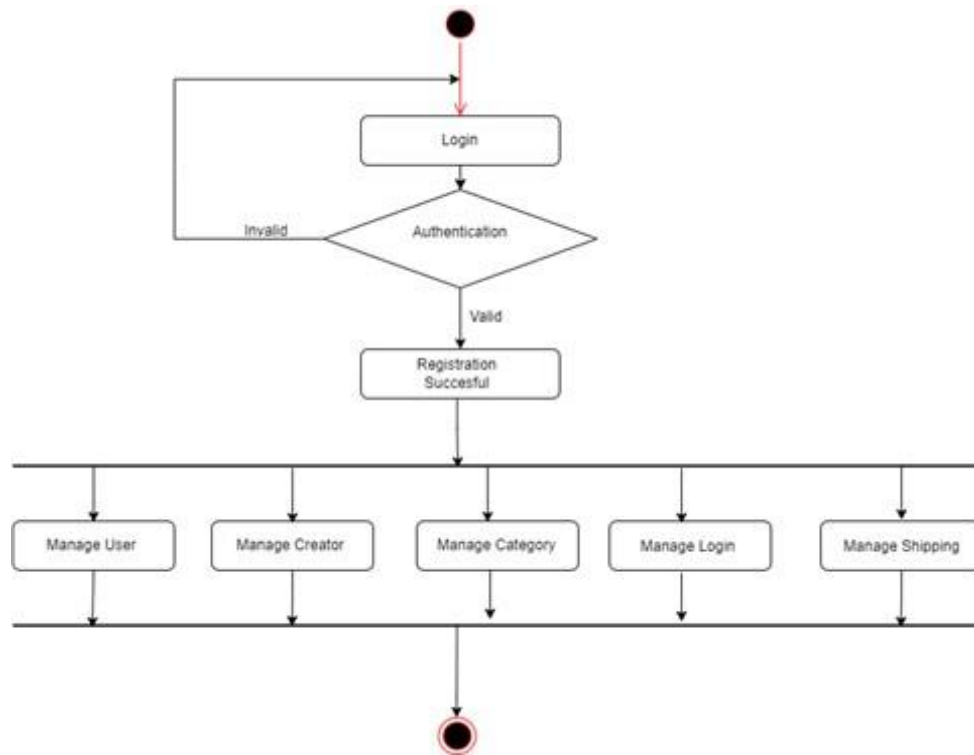 Login
Authentication
Invalid
Valid
Registration
Succesful
Manage User
Manage Creator
Manage Category
Manage Login
Manage Shipping